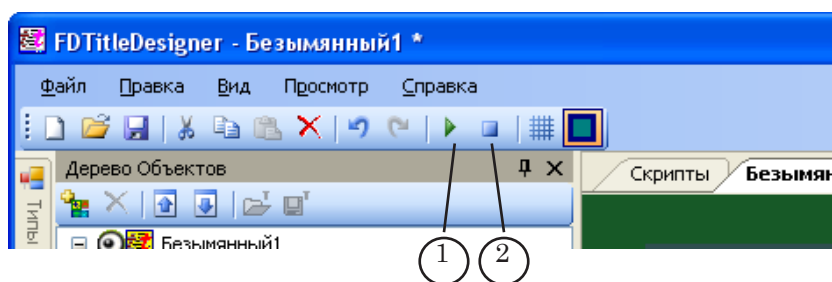 FDTitleDesigner - Безымянный1 *
Файл Правка Вид Просмотр Справка
Дерево Объектов
Скрипты Безымян
Типы
Безымянный1
1 2